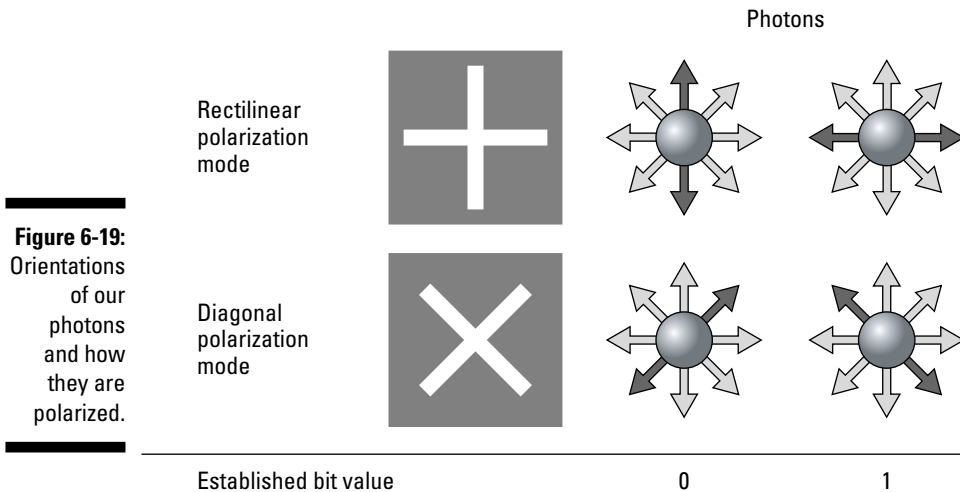 Photons
Rectilinear
polarization
mode
Figure 6-19:
Orientations
of our
photons
and how
they are
polarized.
Diagonal
polarization
mode
Established bit value 0 1